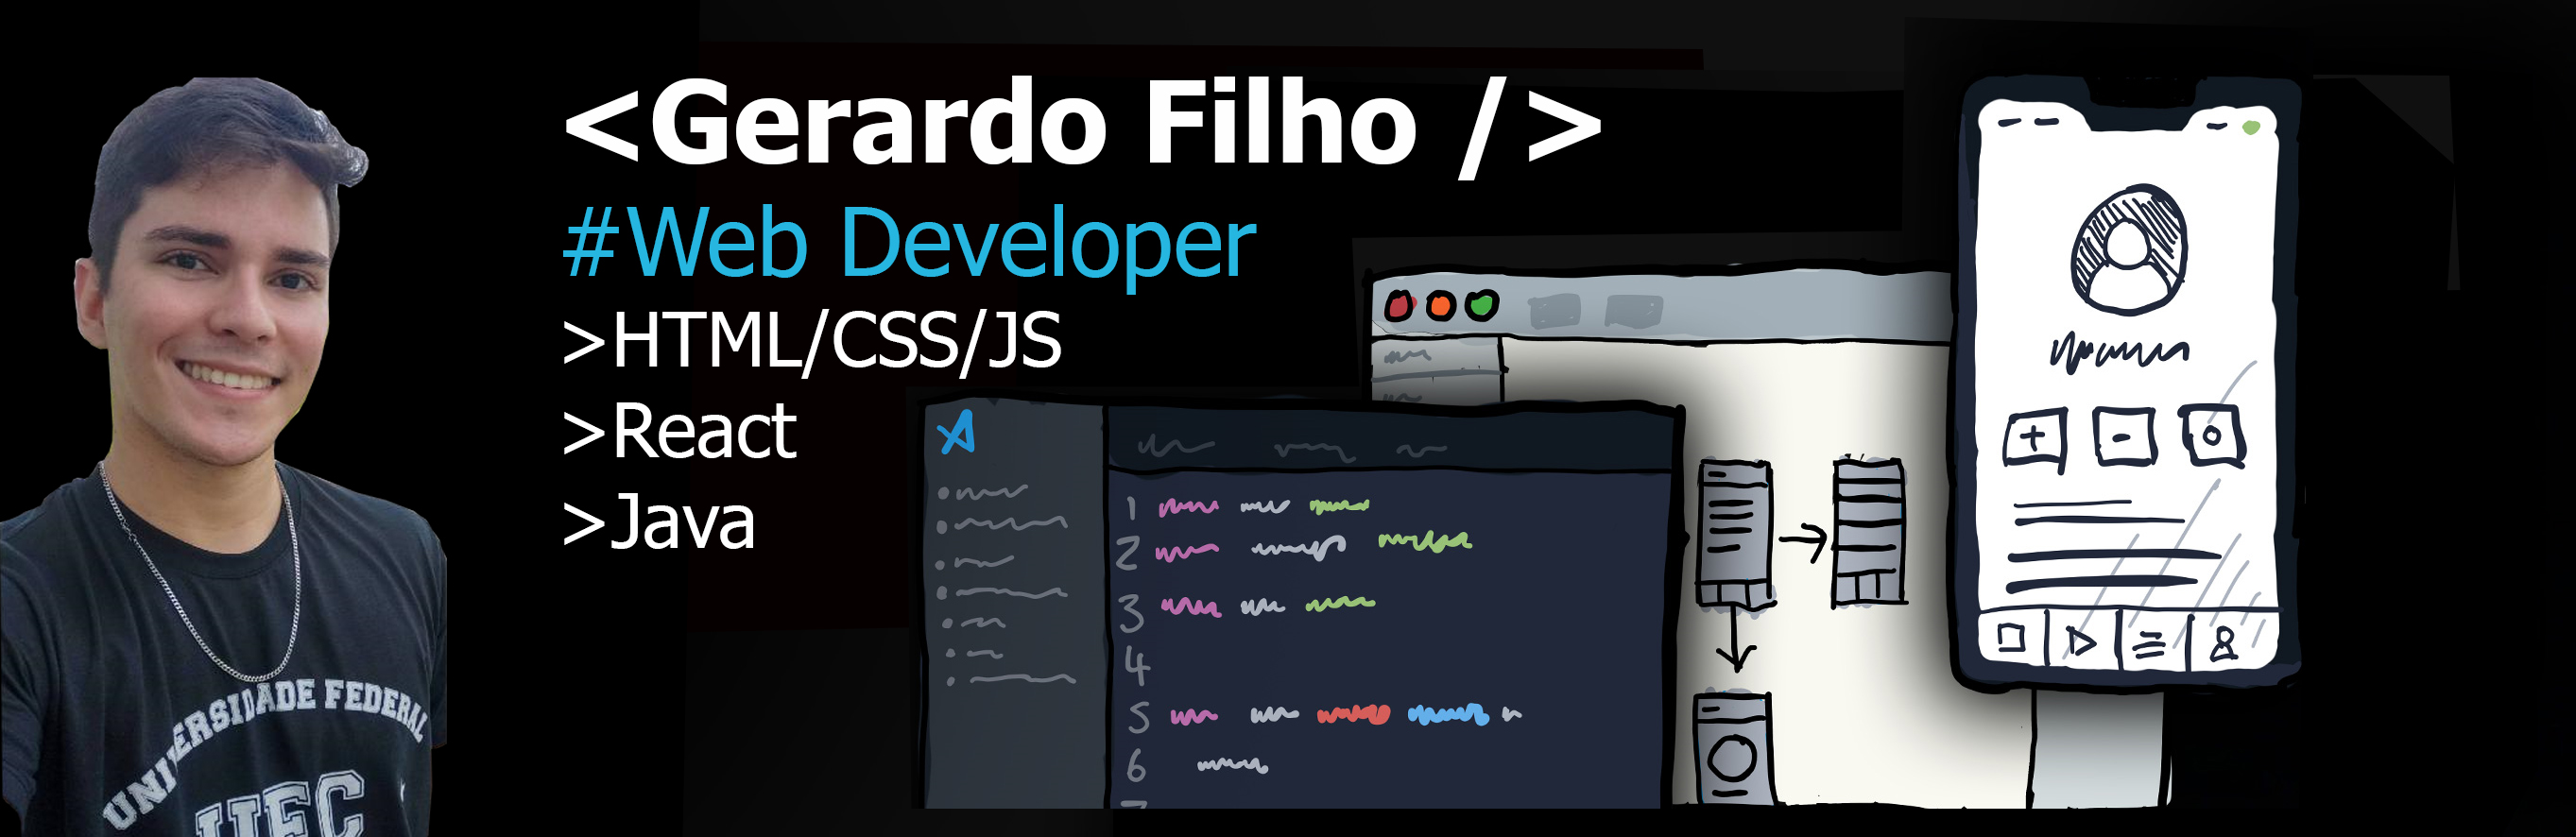 <Gerardo Filho />
#Web Developer
>HTML/CSS/JS
>React
>Java
UNIVERSIDADE FEDERAL
UFC
1
2
3
4
5
6